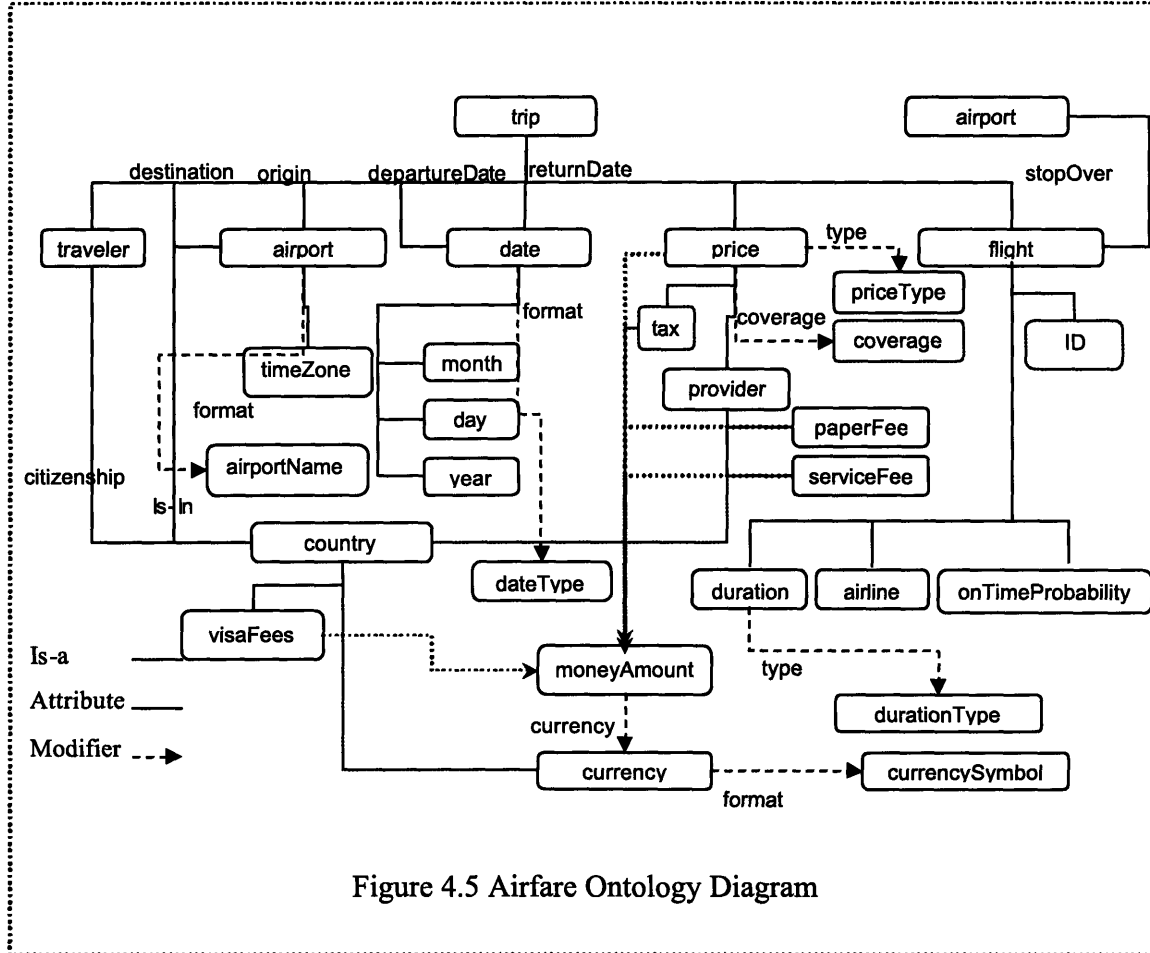 trip
airport
destination
origin
departureDate
returnDate
stopOver
traveler
airport
date
price
type
flight
priceType
format
tax
coverage
coverage
ID
timeZone
month
provider
format
day
paperFee
airportName
year
serviceFee
citizenship
Is-In
country
dateType
duration
airline
onTimeProbability
visaFees
Is-a
moneyAmount
type
Attribute
durationType
currency
Modifier
currency
currencySymbol
format
Figure 4.5 Airfare Ontology Diagram